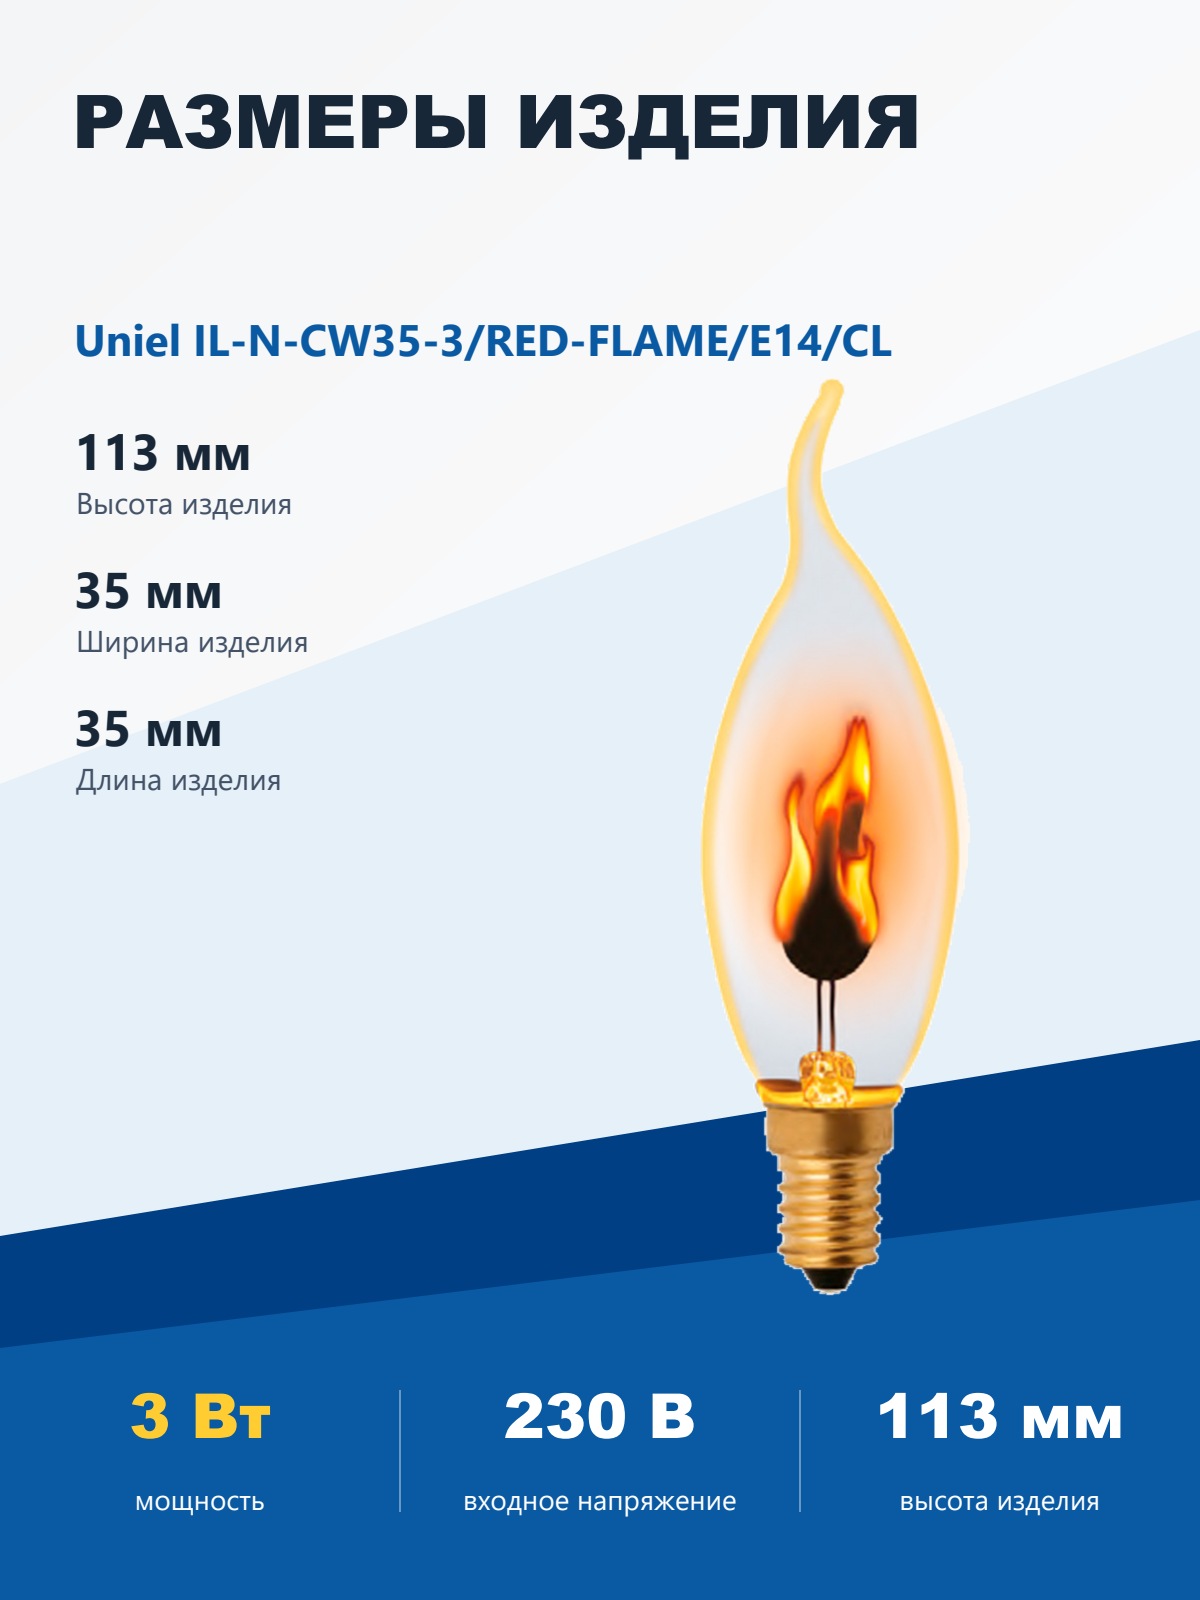 РАЗМЕРЫ ИЗДЕЛИЯ
Uniel IL-N-CW35-3/RED-FLAME/E14/CL
113 мм
Высота изделия
35 мм
Ширина изделия
35 мм
Длина изделия
3 Вт
мощность
230 В
входное напряжение
113 мм
высота изделия